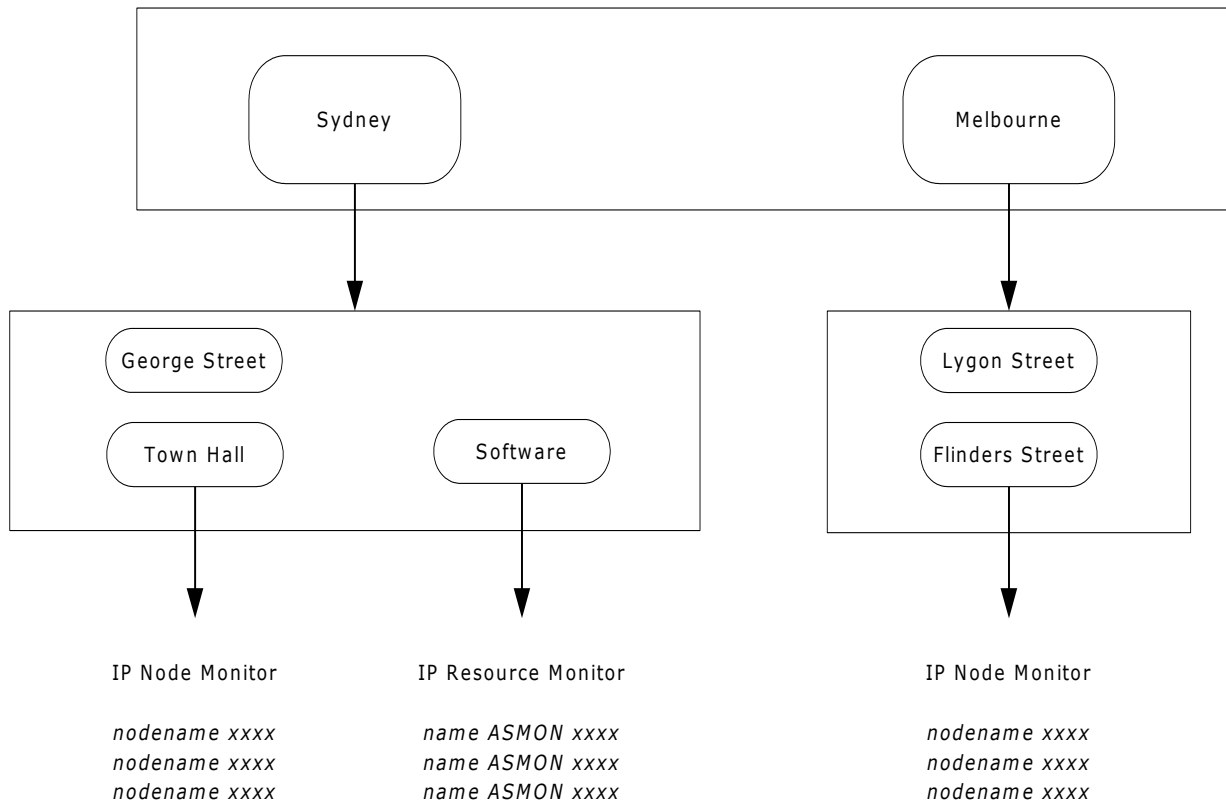 Sydney
Melbourne
George Street
Lygon Street
Town Hall
Software
Flinders Street
IP Node Monitor
IP Resource Monitor
IP Node Monitor
nodename xxxx
name ASMON xxxx
nodename xxxx
nodename xxxx
name ASMON xxxx
nodename xxxx
nodename xxxx
name ASMON xxxx
nodename xxxx